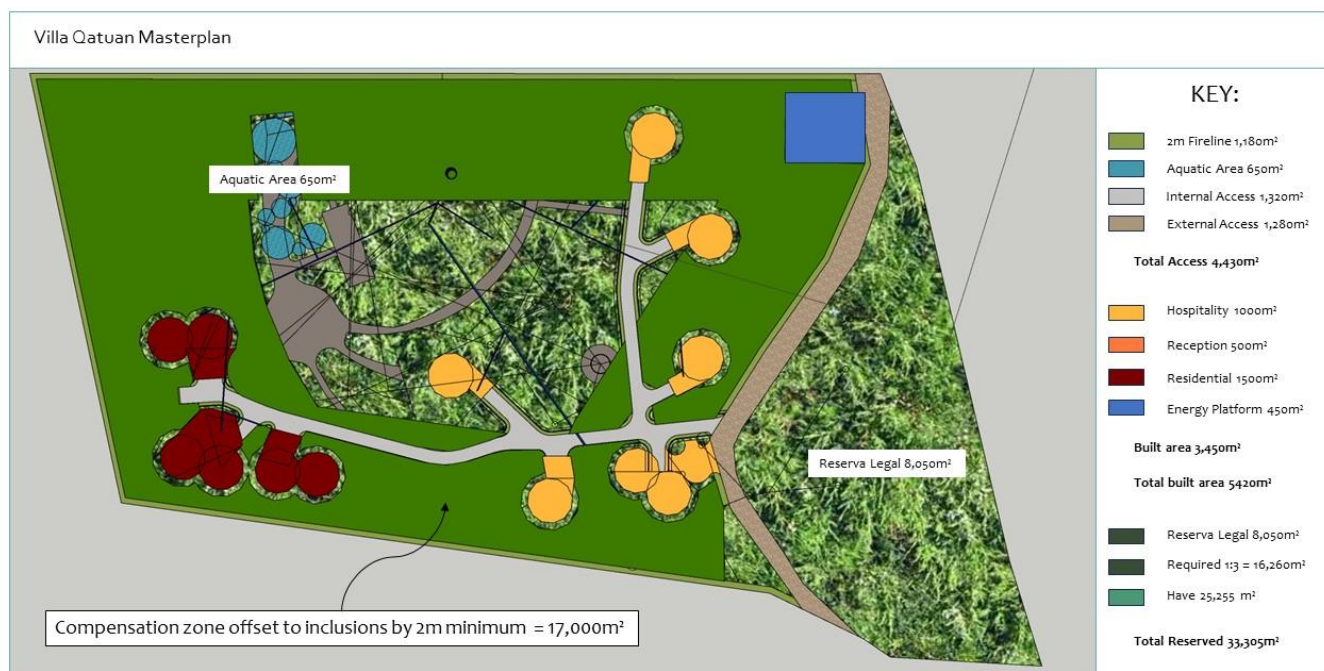 Villa Qatuan Masterplan
Aquatic Area 650m²
Reserva Legal 8,050m²
Compensation zone offset to inclusions by 2m minimum = 17,000m²
KEY:
2m Fireline 1,180m²
Aquatic Area 650m²
Internal Access 1,320m²
External Access 1,280m²
Total Access 4,430m²
Hospitality 1000m²
Reception 500m²
Residential 1500m²
Energy Platform 450m²
Built area 3,450m²
Total built area 5420m²
Reserva Legal 8,050m²
Required 1:3 = 16,260m²
Have 25,255 m²
Total Reserved 33,305m²